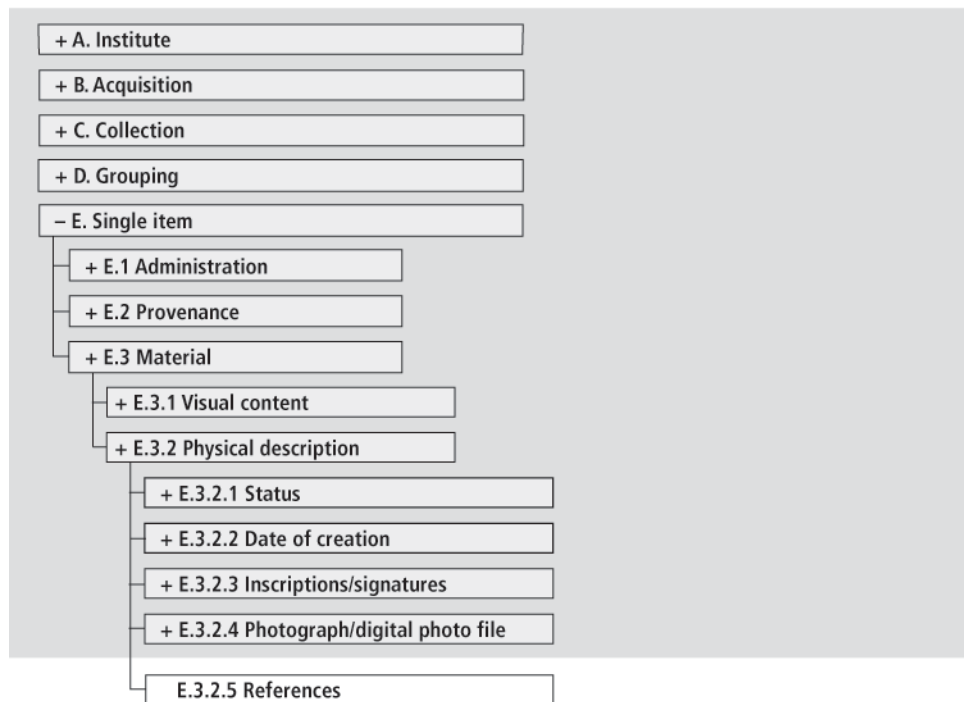 + A. Institute
+ B. Acquisition
+ C. Collection
+ D. Grouping
– E. Single item
+ E.1 Administration
+ E.2 Provenance
+ E.3 Material
+ E.3.1 Visual content
+ E.3.2 Physical description
+ E.3.2.1 Status
+ E.3.2.2 Date of creation
+ E.3.2.3 Inscriptions/signatures
+ E.3.2.4 Photograph/digital photo file
E.3.2.5 References